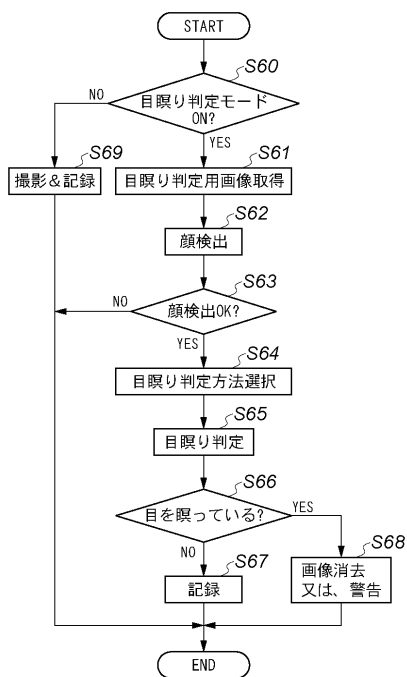 START
S60
目瞑り判定モード
ON?
NO
YES
S69
撮影&記録
S61
目瞑り判定用画像取得
S62
顔検出
S63
顔検出OK?
NO
YES
S64
目瞑り判定方法選択
S65
目瞑り判定
S66
目を瞑っている?
YES
NO
S67
記録
S68
画像消去
又は、警告
END